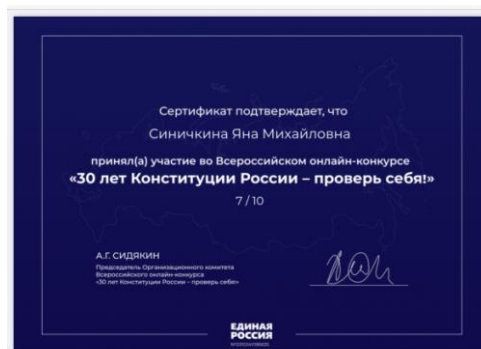 Сертификат подтверждает, что
Синичкина Яна Михайловна
принял(а) участие во Всероссийском онлайн-конкурсе
«30 лет Конституции России – проверь себя!»
7 / 10
А.Г. СИДЯКИН
Председатель Организационного комитета
Всероссийского онлайн-конкурса
«30 лет Конституции России – проверь себя»
ЕДИНАЯ
РОССИЯ